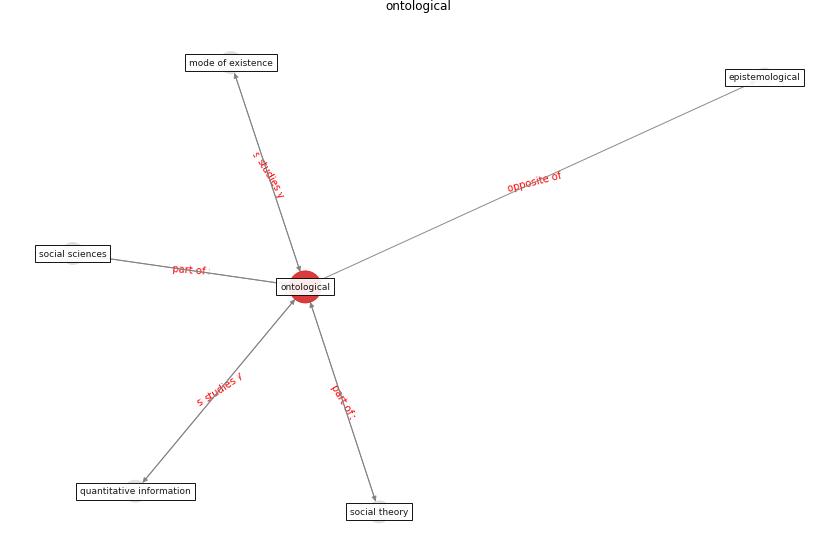 ontological
mode of existence
epistemological
studies
opposite of
social sciences
part of
ontological
studies
part of
quantitative information
social theory